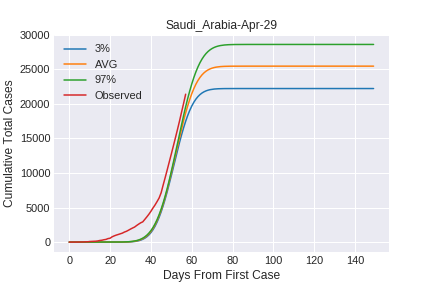 Saudi_Arabia-Apr-29
30000
25000
20000
15000
10000
5000
0
3%
AVG
97%
Observed
Cumulative Total Cases
0 20 40 60 80 100 120 140
Days From First Case